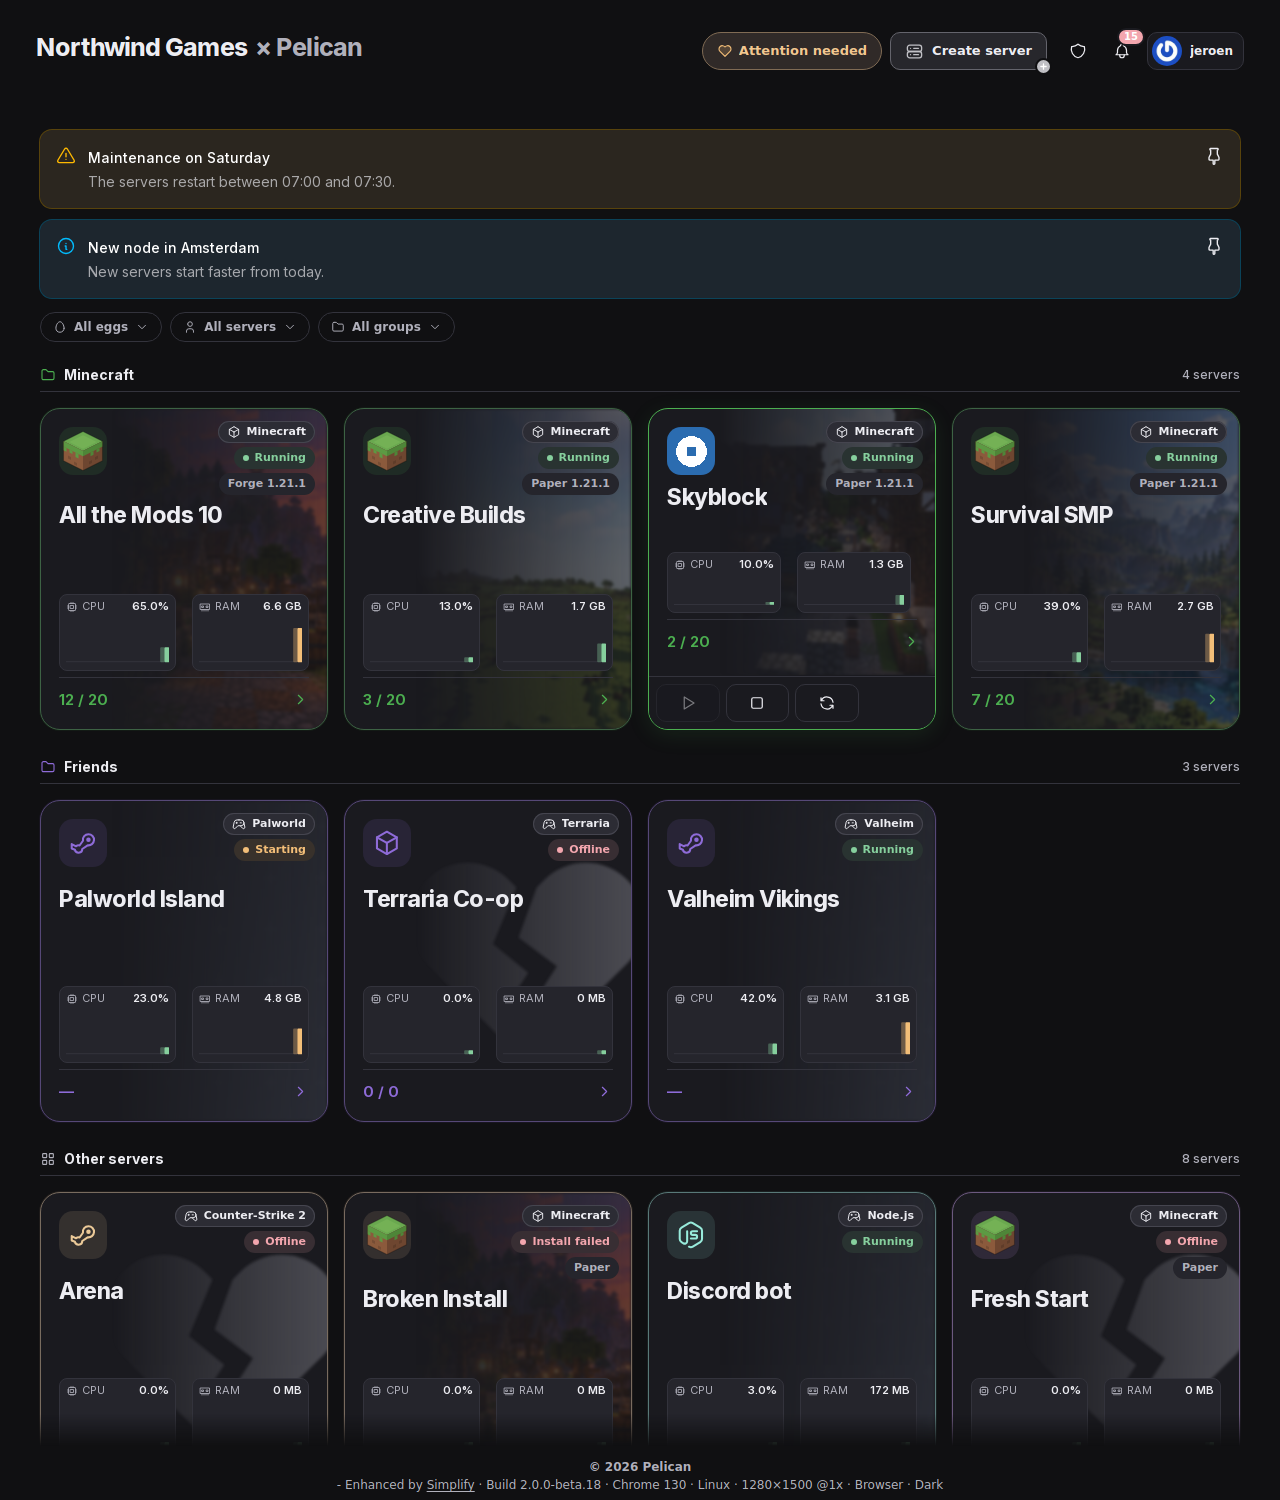 Northwind Games × Pelican
Attention needed
Create server
15
jeroen
Maintenance on Saturday
The servers restart between 07:00 and 07:30.
New node in Amsterdam
New servers start faster from today.
All eggs
All servers
All groups
Minecraft
4 servers
Minecraft
Running
Forge 1.21.1
All the Mods 10
CPU 65.0%
RAM 6.6 GB
12 / 20
Minecraft
Running
Paper 1.21.1
Creative Builds
CPU 13.0%
RAM 1.7 GB
3 / 20
Minecraft
Running
Paper 1.21.1
Skyblock
CPU 10.0%
RAM 1.3 GB
2 / 20
Minecraft
Running
Paper 1.21.1
Survival SMP
CPU 39.0%
RAM 2.7 GB
7 / 20
Friends
3 servers
Palworld
Starting
Palworld Island
CPU 23.0%
RAM 4.8 GB
—
Terraria
Offline
Terraria Co-op
CPU 0.0%
RAM 0 MB
0 / 0
Valheim
Running
Valheim Vikings
CPU 42.0%
RAM 3.1 GB
—
Other servers
8 servers
Counter-Strike 2
Offline
Arena
CPU 0.0%
RAM 0 MB
Minecraft
Install failed
Paper
Broken Install
CPU 0.0%
RAM 0 MB
Node.js
Running
Discord bot
CPU 3.0%
RAM 172 MB
Minecraft
Offline
Paper
Fresh Start
CPU 0.0%
RAM 0 MB
© 2026 Pelican
- Enhanced by Simplify · Build 2.0.0-beta.18 · Chrome 130 · Linux · 1280×1500 @1x · Browser · Dark